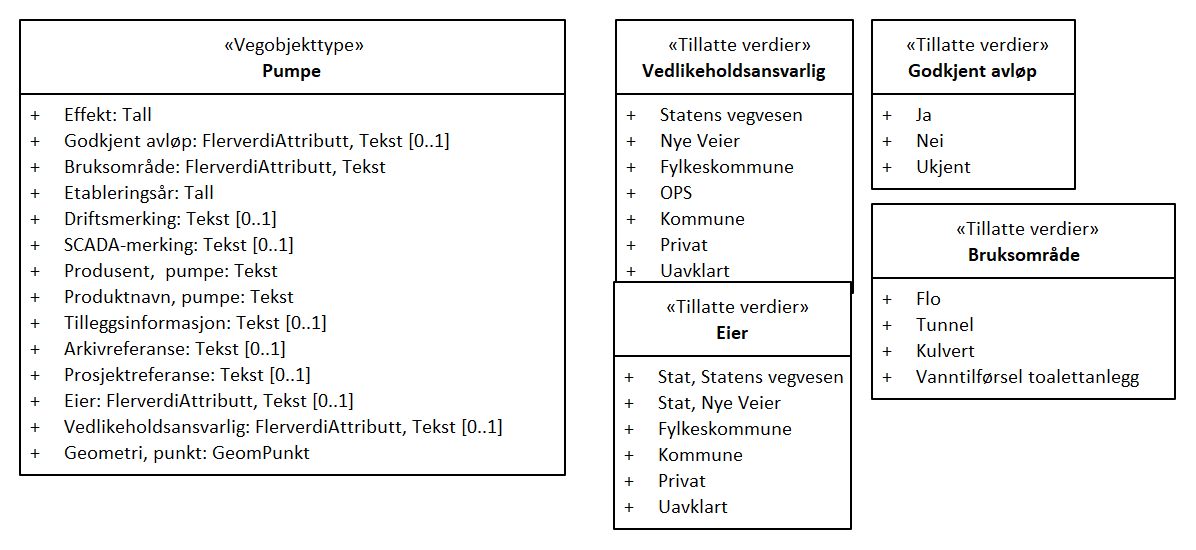 «Vegobjekttype»
Pumpe
+ Effekt: Tall
+ Godkjent avløp: FlerverdiAttributt, Tekst [0..1]
+ Bruksområde: FlerverdiAttributt, Tekst
+ Etableringsår: Tall
+ Driftsmerking: Tekst [0..1]
+ SCADA-merking: Tekst [0..1]
+ Produsent,  pumpe: Tekst
+ Produktnavn, pumpe: Tekst
+ Tilleggsinformasjon: Tekst [0..1]
+ Arkivreferanse: Tekst [0..1]
+ Prosjektreferanse: Tekst [0..1]
+ Eier: FlerverdiAttributt, Tekst [0..1]
+ Vedlikeholdsansvarlig: FlerverdiAttributt, Tekst [0..1]
+ Geometri, punkt: GeomPunkt
«Tillatte verdier»
Vedlikeholdsansvarlig
+ Statens vegvesen
+ Nye Veier
+ Fylkeskommune
+ OPS
+ Kommune
+ Privat
+ Uavklart
«Tillatte verdier»
Eier
+ Stat, Statens vegvesen
+ Stat, Nye Veier
+ Fylkeskommune
+ Kommune
+ Privat
+ Uavklart
«Tillatte verdier»
Godkjent avløp
+ Ja
+ Nei
+ Ukjent
«Tillatte verdier»
Bruksområde
+ Flo
+ Tunnel
+ Kulvert
+ Vanntilførsel toalettanlegg